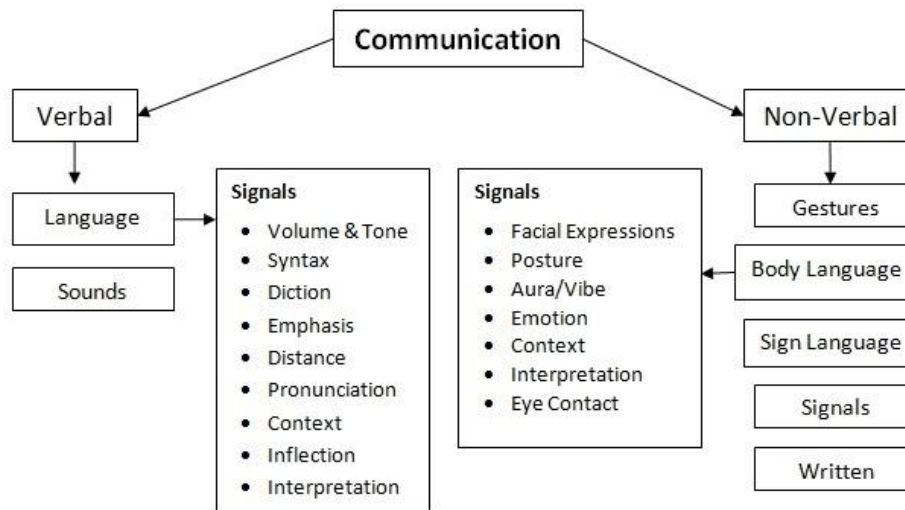 Communication
Verbal
Non-Verbal
Language
Sounds
Signals
• Volume & Tone
• Syntax
• Diction
• Emphasis
• Distance
• Pronunciation
• Context
• Inflection
• Interpretation
Signals
• Facial Expressions
• Posture
• Aura/Vibe
• Emotion
• Context
• Interpretation
• Eye Contact
Gestures
Body Language
Sign Language
Signals
Written